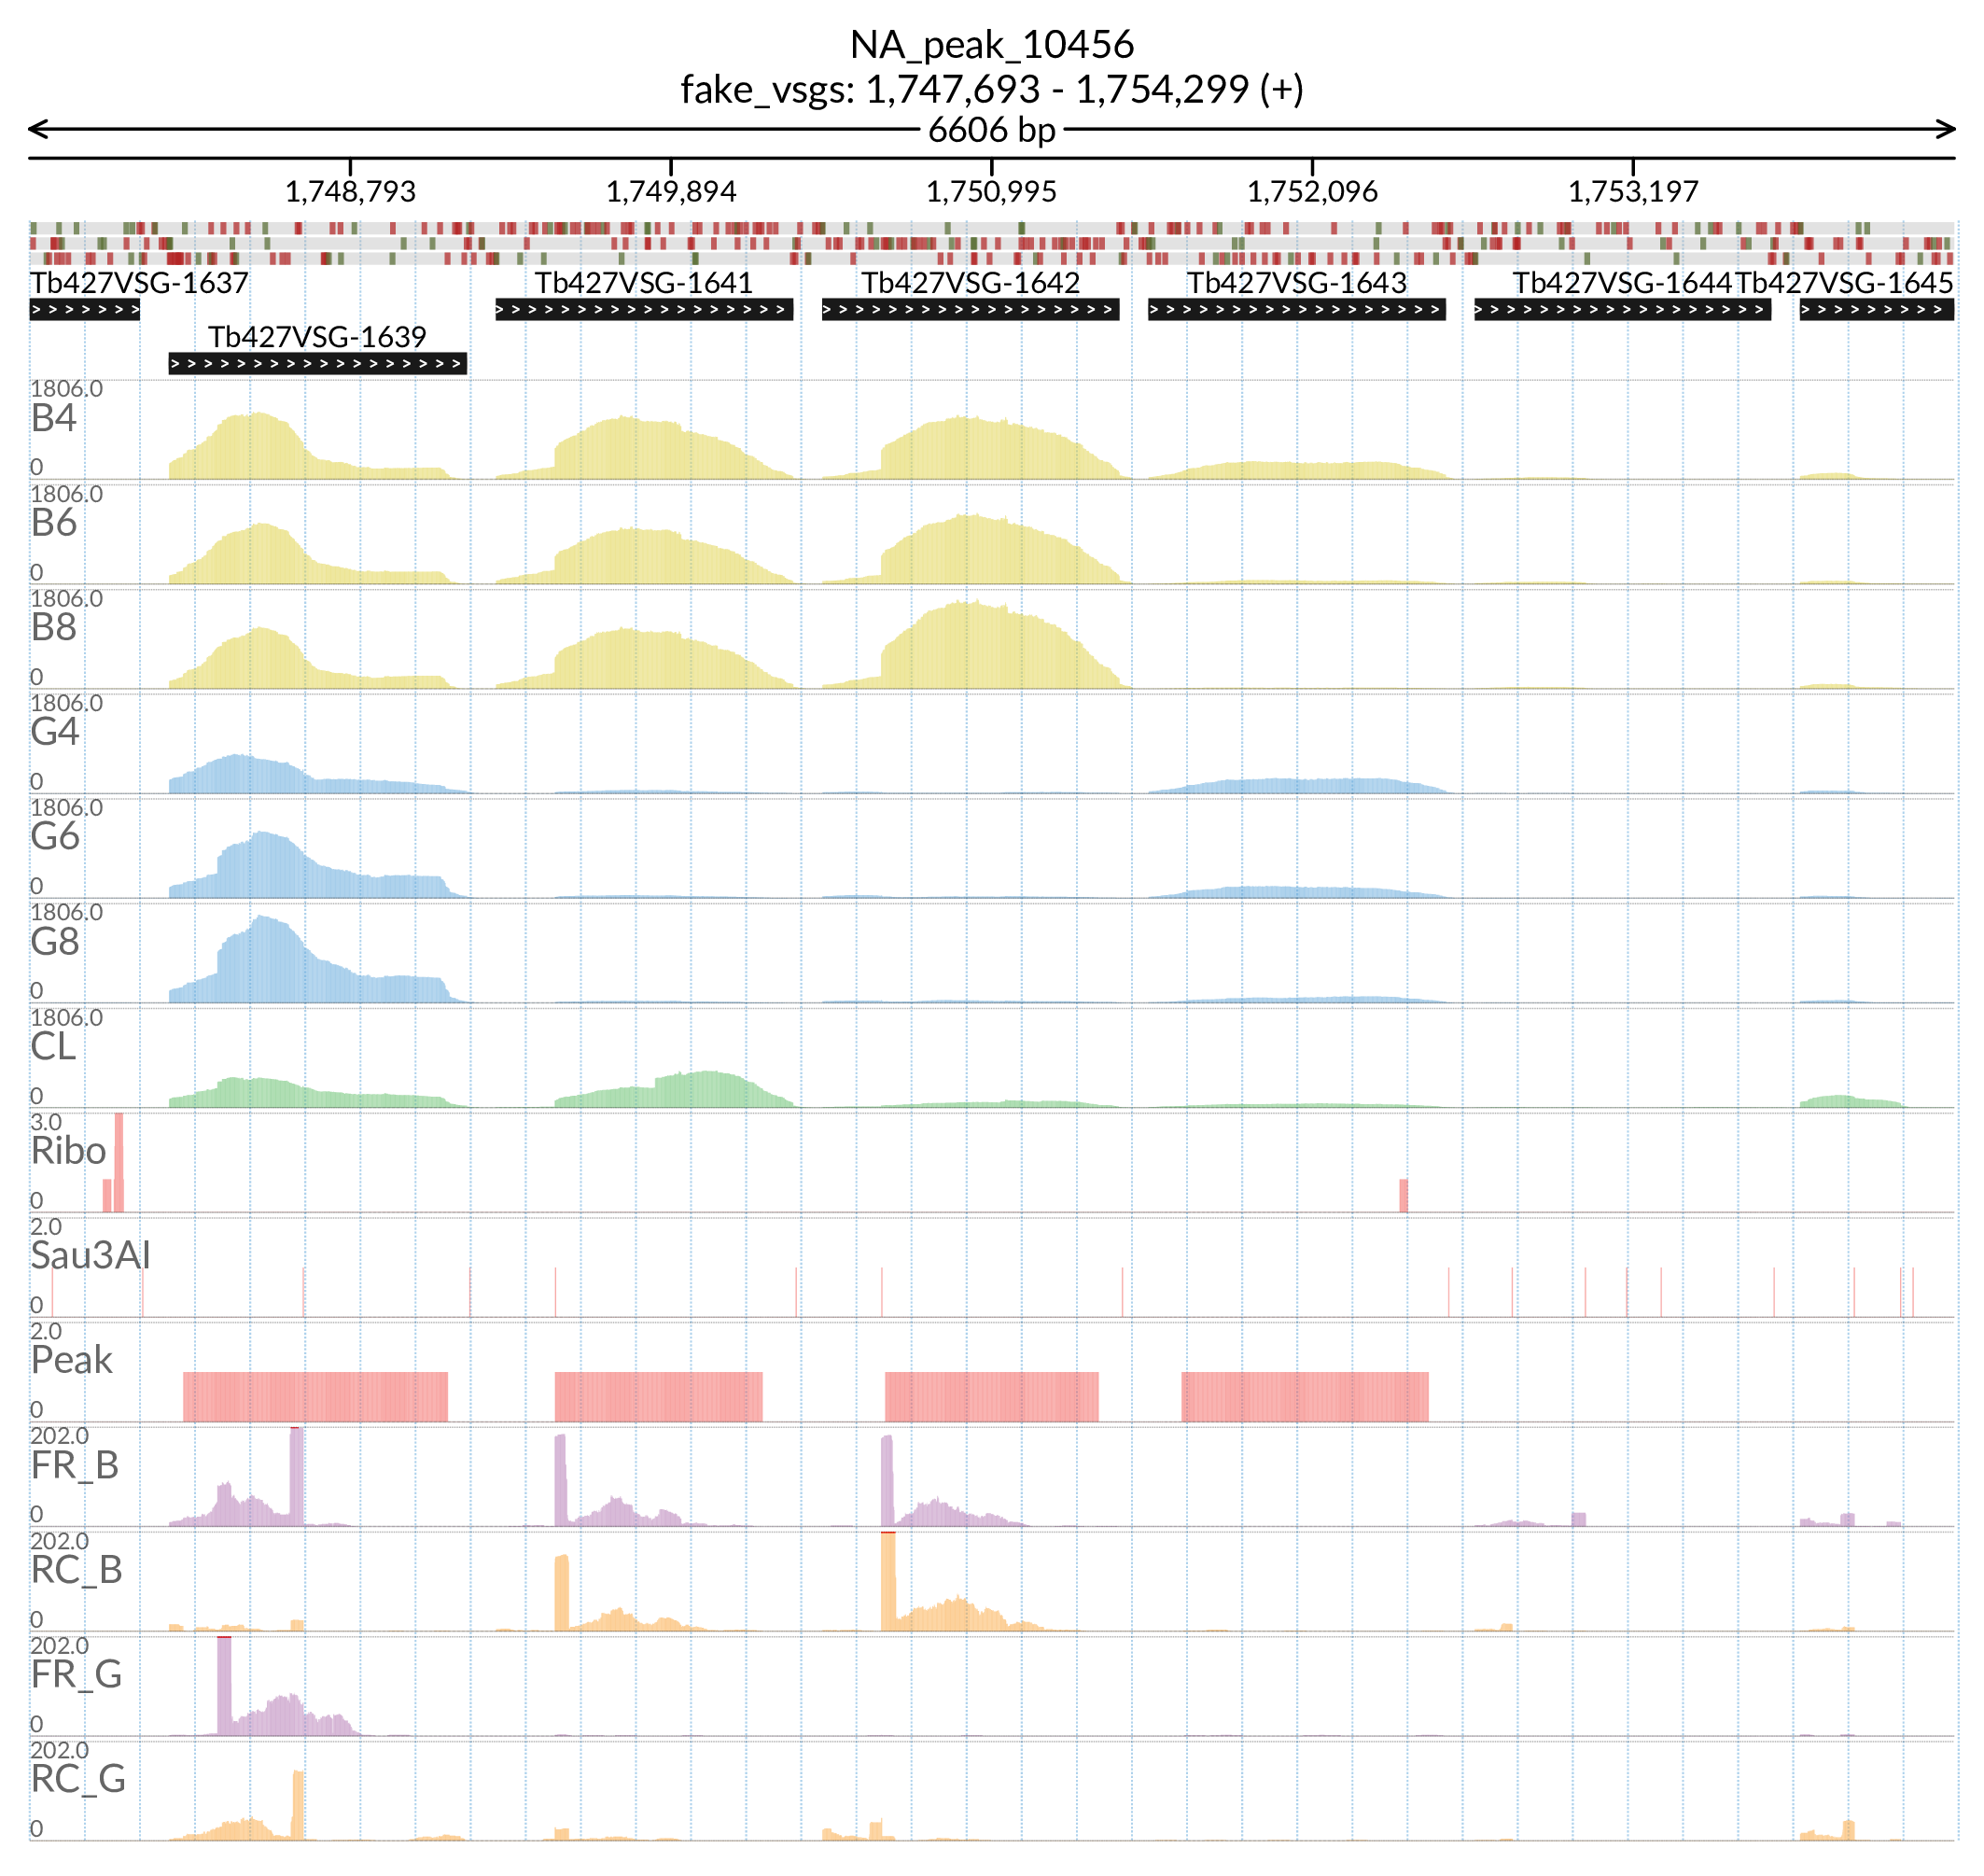 NA_peak_10456
fake_vsgs: 1,747,693 - 1,754,299 (+)
6606 bp
1,748,793 1,749,894 1,750,995 1,752,096 1,753,197
Tb427VSG-1637 Tb427VSG-1641 Tb427VSG-1642 Tb427VSG-1643 Tb427VSG-1644 Tb427VSG-1645
Tb427VSG-1639
1806.0
B4
0
1806.0
B6
0
1806.0
B8
0
1806.0
G4
0
1806.0
G6
0
1806.0
G8
0
1806.0
CL
0
3.0
Ribo
0
2.0
Sau3AI
0
2.0
Peak
0
202.0
FR_B
0
202.0
RC_B
0
202.0
FR_G
0
202.0
RC_G
0